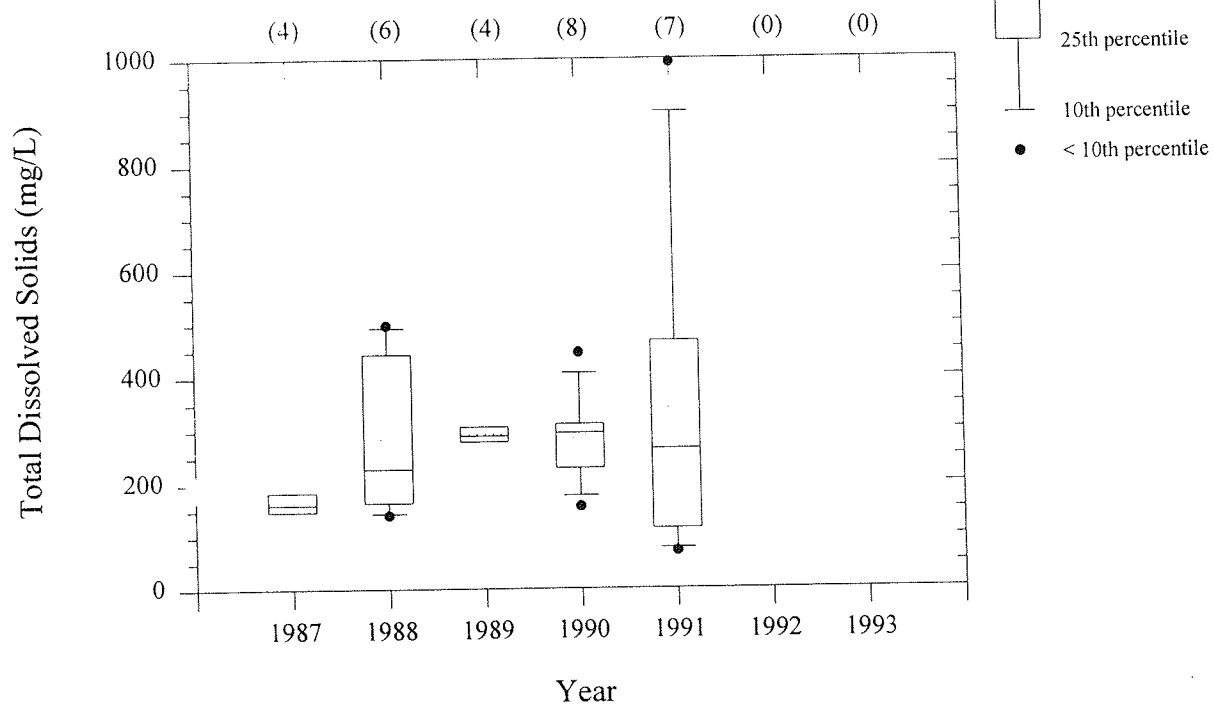 (4) (6) (4) (8) (7) (0) (0)
25th percentile
10th percentile
< 10th percentile
Total Dissolved Solids (mg/L)
1000
800
600
400
200
0
1987 1988 1989 1990 1991 1992 1993
Year